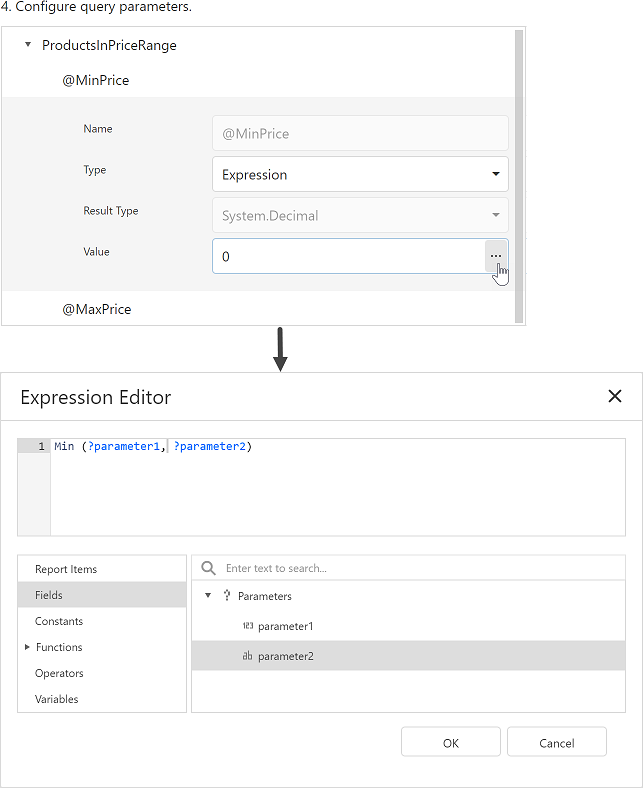 4. Configure query parameters.
ProductsInPriceRange
@MinPrice
Name @MinPrice
Type Expression
Result Type System.Decimal
Value 0 ...
@MaxPrice
Expression Editor
1 Min (?parameter1, ?parameter2)
Report Items
Fields
Constants
Functions
Operators
Variables
Enter text to search...
? Parameters
123 parameter1
ab parameter2
OK Cancel